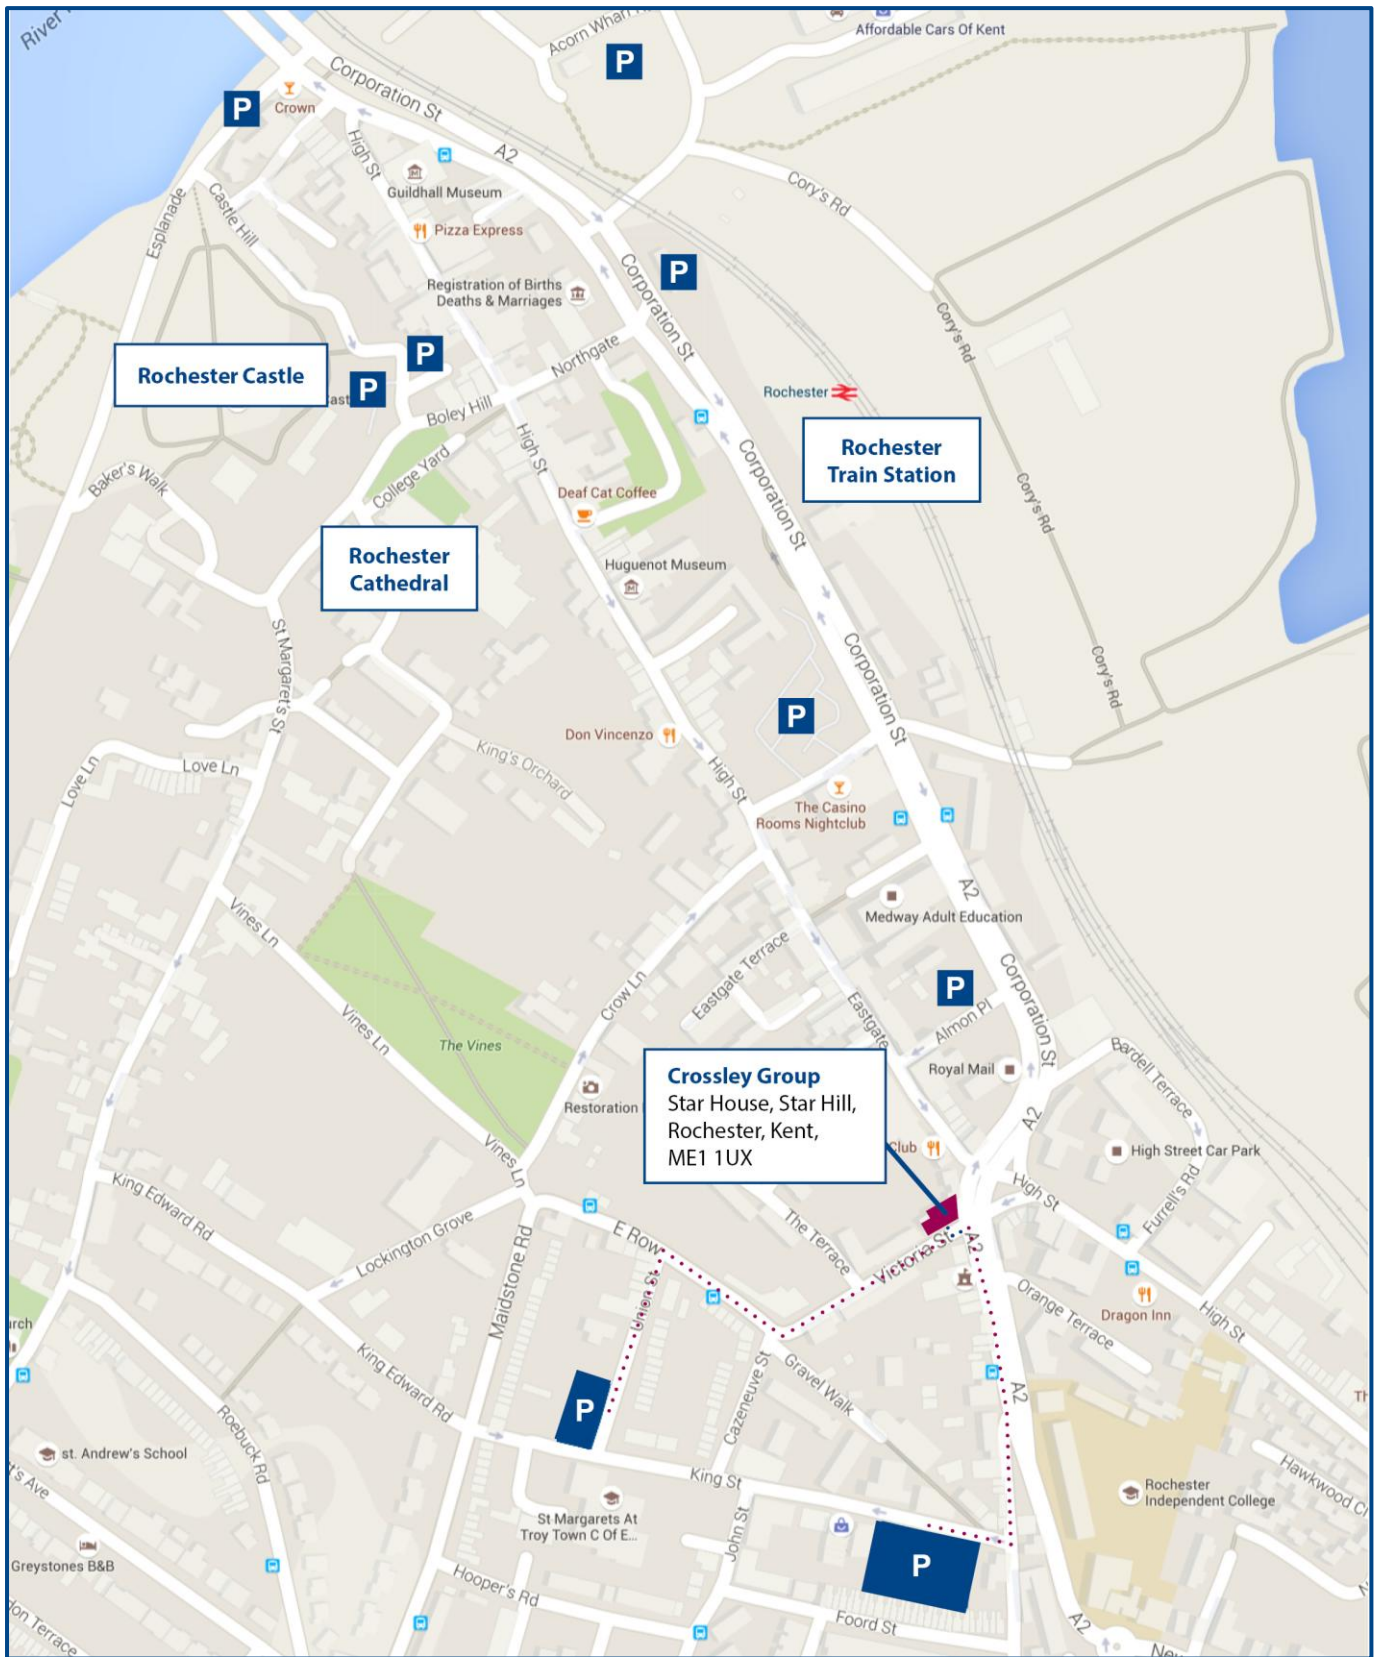 River
Acorn Wharf
P
Affordable Cars Of Kent
Corporation St
P
Crown
A2
High St
Guildhall Museum
Cory's Rd
Esplanade
Castle Hill
Pizza Express
Corporation St
P
Registration of Births
Deaths & Marriages
Cory's Rd
Northgate
P
Rochester Castle
P
Rochester
Boley Hill
High St
Rochester
Train Station
Corporation St
Baker's Walk
College Yard
Deaf Cat Coffee
Cory's Rd
Rochester
Cathedral
Huguenot Museum
St Margaret's St
Corporation St
Cory's Rd
P
Don Vincenzo
King's Orchard
Love Ln
Love Ln
High St
The Casino
Rooms Nightclub
A2
Medway Adult Education
Vines Ln
Eastgate Terrace
Crow Ln
Corporation St
P
Vines Ln
The Vines
Eastgate
Almon Pl
Bardell Terrace
Royal Mail
Crossley Group
Star House, Star Hill,
Rochester, Kent,
ME1 1UX
Restoration
A2
Club
High Street Car Park
Vines Ln
King Edward Rd
High St
Furrell's Rd
Lockington Grove
E Row
The Terrace
Victoria St
A2
Maidstone Rd
Union St
Orange Terrace
Dragon Inn
High St
King Edward Rd
Cazeneuve St
Gravel Walk
A2
P
Roebuck Rd
st. Andrew's School
King St
Hawkwood Cl
Rochester
Independent College
St Margarets At
Troy Town C Of E...
John St
Greystones B&B
P
Hooper's Rd
Foord St
A2